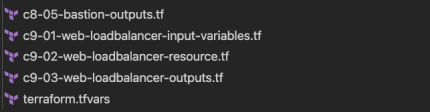 c8-05-bastion-outputs.tf
c9-01-web-loadbalancer-input-variables.tf
c9-02-web-loadbalancer-resource.tf
c9-03-web-loadbalancer-outputs.tf
terraform.tfvars